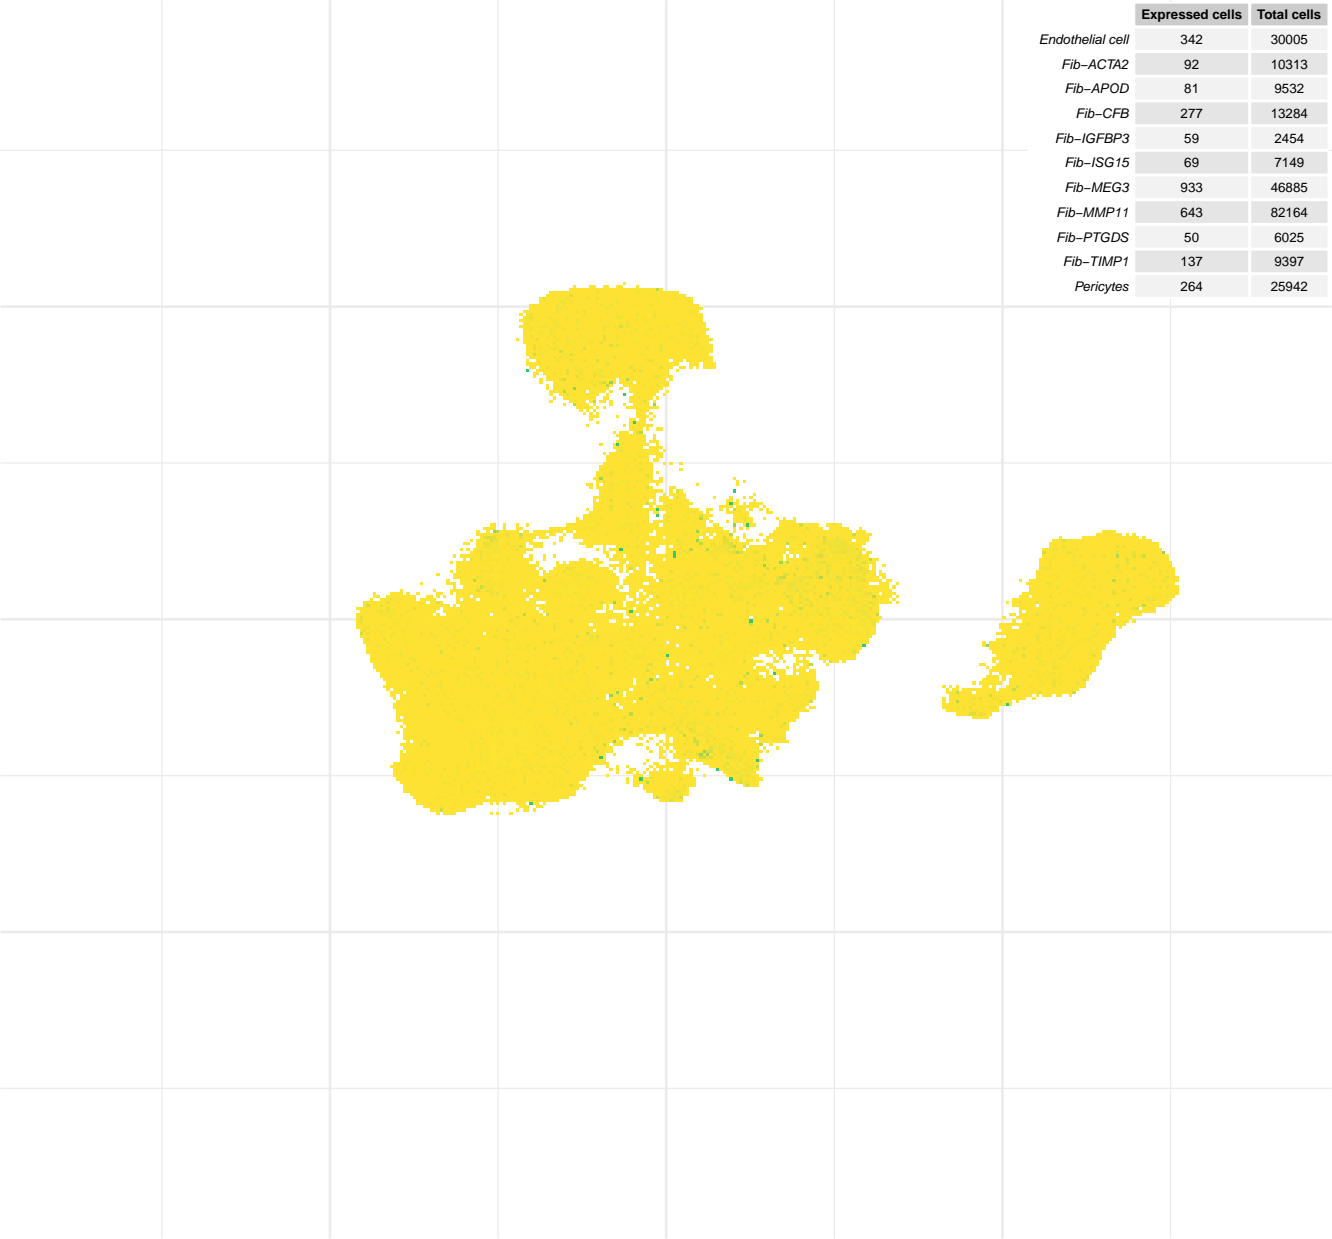 Expressed cells Total cells
Endothelial cell 342 30005
Fib−ACTA2 92 10313
Fib−APOD 81 9532
Fib−CFB 277 13284
Fib−IGFBP3 59 2454
Fib−ISG15 69 7149
Fib−MEG3 933 46885
Fib−MMP11 643 82164
Fib−PTGDS 50 6025
Fib−TIMP1 137 9397
Pericytes 264 25942